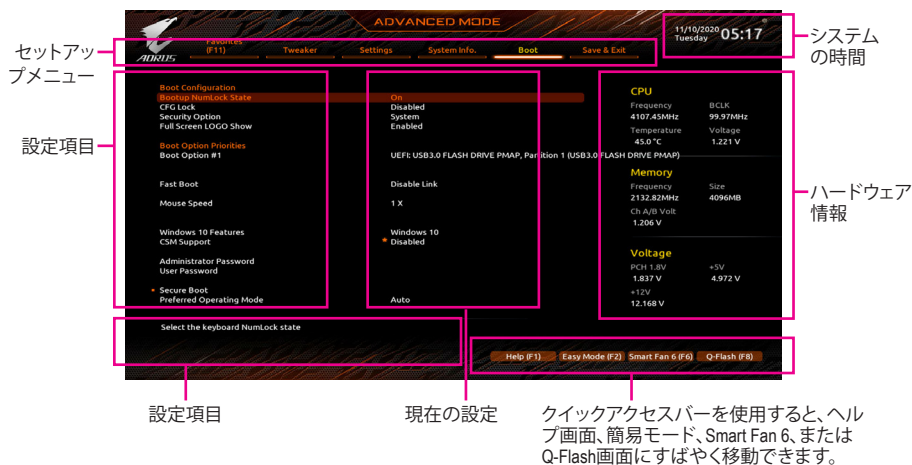 ADVANCED MODE
11/10/2020
Tuesday
05:17
システム
の時間
セットアッ
プメニュー
AORUS
Favorites
(F11)
Tweaker
Settings
System Info.
Boot
Save & Exit
設定項目
Boot Configuration
Bootup NumLock State
On
CFG Lock
Disabled
Security Option
System
Full Screen LOGO Show
Enabled
Boot Option Priorities
Boot Option #1
UEFI: USB3.0 FLASH DRIVE PMAP, Partition 1 (USB3.0 FLASH DRIVE PMAP)
Fast Boot
Disable Link
Mouse Speed
1 X
Windows 10 Features
Windows 10
CSM Support
* Disabled
Administrator Password
User Password
* Secure Boot
Preferred Operating Mode
Auto
CPU
Frequency
BCLK
4107.45MHz
99.97MHz
Temperature
Voltage
45.0 °C
1.221 V
Memory
Frequency
Size
2132.82MHz
4096MB
Ch A/B Volt
1.206 V
Voltage
PCH 1.8V
+5V
1.837 V
4.972 V
+12V
12.168 V
ハードウェア
情報
Select the keyboard NumLock state
Help (F1)
Easy Mode (F2)
Smart Fan 6 (F6)
Q-Flash (F8)
設定項目
現在の設定
クイックアクセスバーを使用すると、ヘル
プ画面、簡易モード、Smart Fan 6、または
Q-Flash画面にすばやく移動できます。